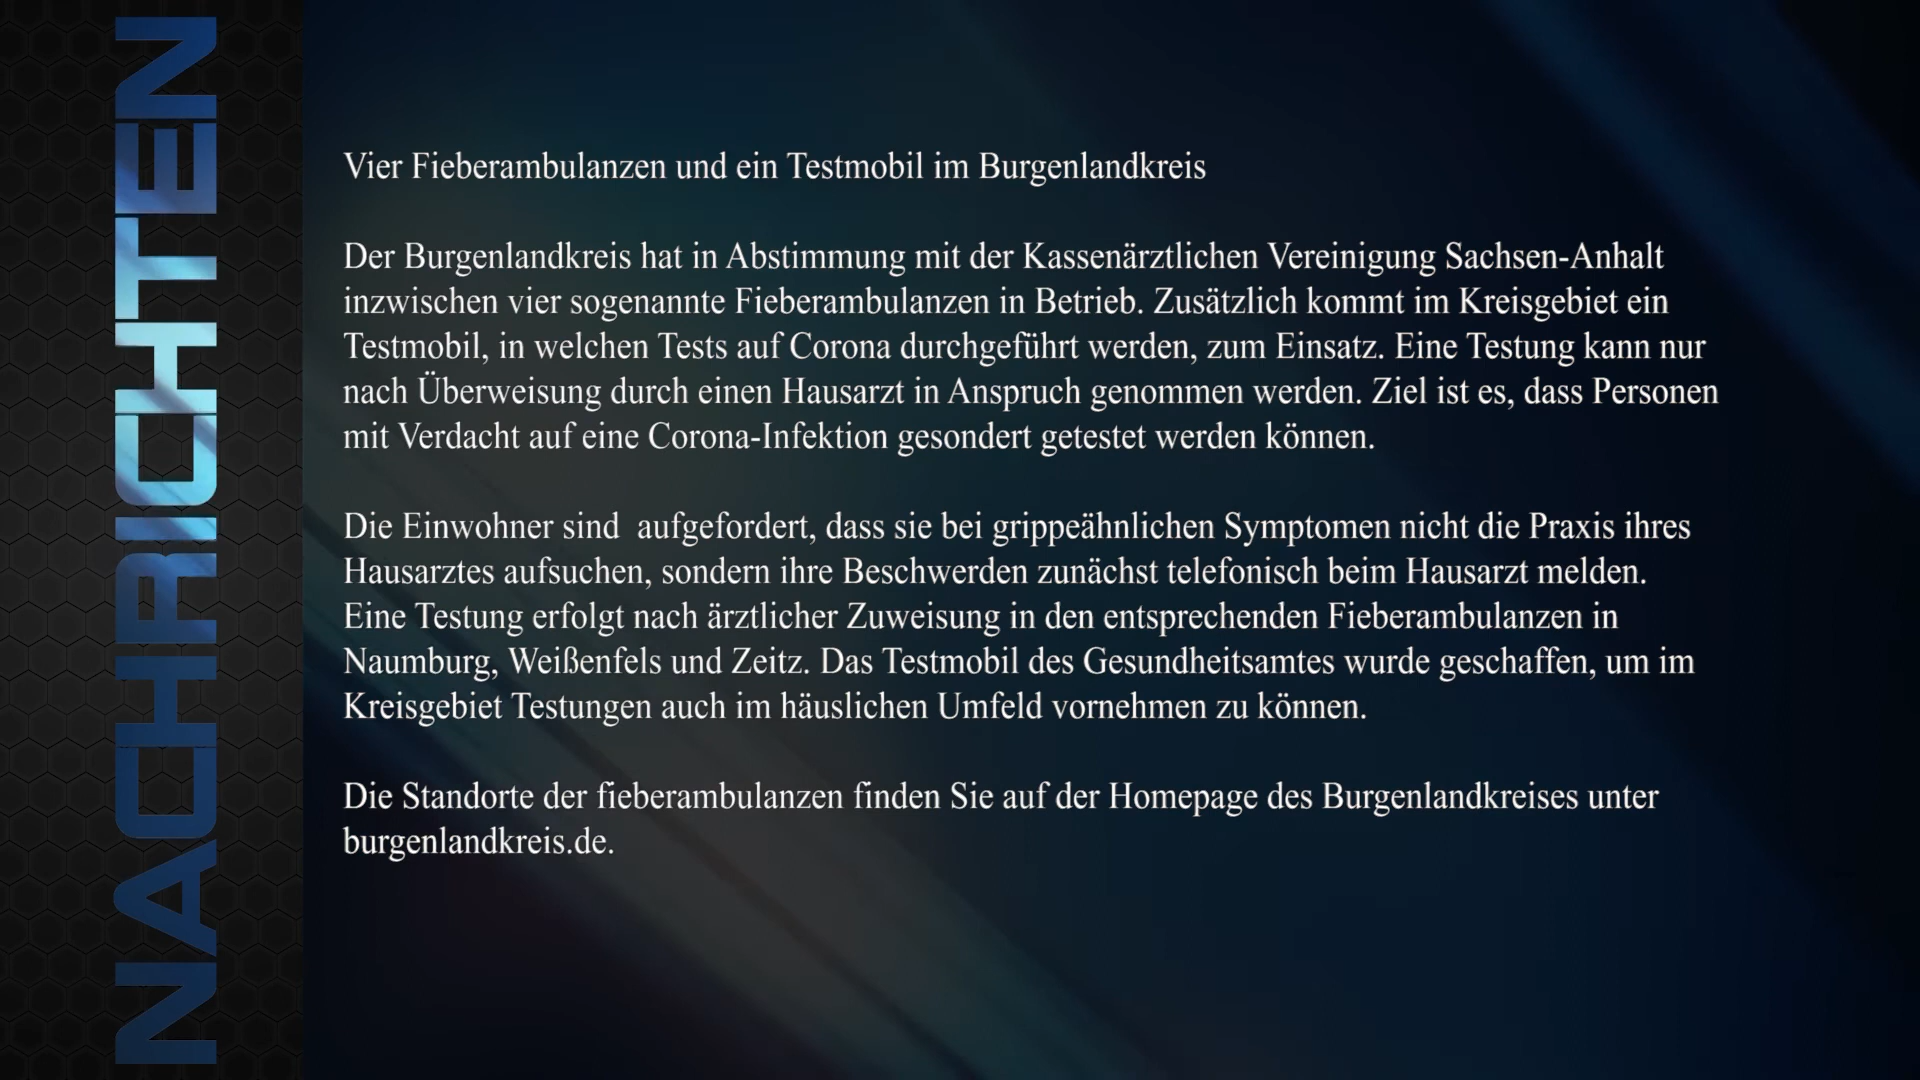 NACHRICHTEN
Vier Fieberambulanzen und ein Testmobil im Burgenlandkreis
Der Burgenlandkreis hat in Abstimmung mit der Kassenärztlichen Vereinigung Sachsen-Anhalt
inzwischen vier sogenannte Fieberambulanzen in Betrieb. Zusätzlich kommt im Kreisgebiet ein
Testmobil, in welchen Tests auf Corona durchgeführt werden, zum Einsatz. Eine Testung kann nur
nach Überweisung durch einen Hausarzt in Anspruch genommen werden. Ziel ist es, dass Personen
mit Verdacht auf eine Corona-Infektion gesondert getestet werden können.
Die Einwohner sind  aufgefordert, dass sie bei grippeähnlichen Symptomen nicht die Praxis ihres
Hausarztes aufsuchen, sondern ihre Beschwerden zunächst telefonisch beim Hausarzt melden.
Eine Testung erfolgt nach ärztlicher Zuweisung in den entsprechenden Fieberambulanzen in
Naumburg, Weißenfels und Zeitz. Das Testmobil des Gesundheitsamtes wurde geschaffen, um im
Kreisgebiet Testungen auch im häuslichen Umfeld vornehmen zu können.
Die Standorte der fieberambulanzen finden Sie auf der Homepage des Burgenlandkreises unter
burgenlandkreis.de.